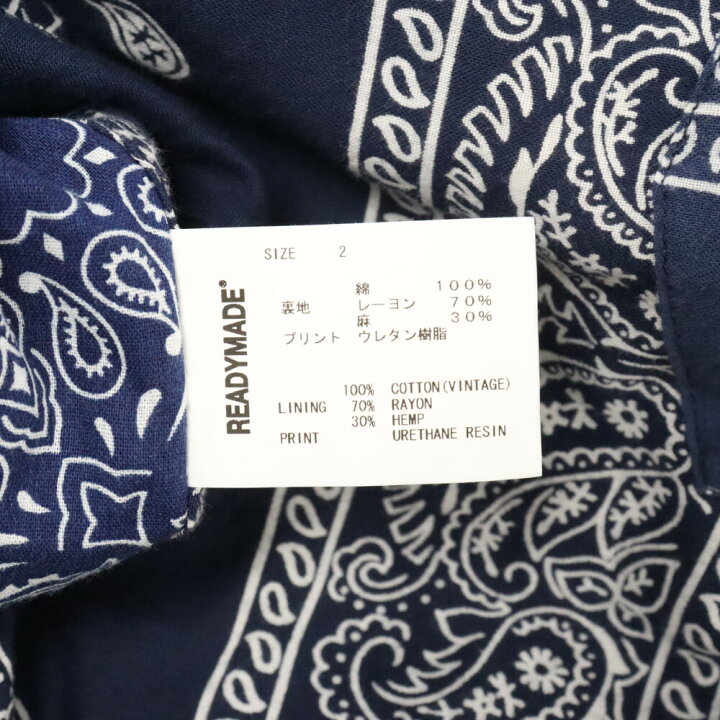 READYMADE®
SIZE 2
綿 100%
裏地 レーヨン 70%
麻 30%
プリント ウレタン樹脂
100% COTTON(VINTAGE)
LINING 70% RAYON
30% HEMP
PRINT URETHANE RESIN